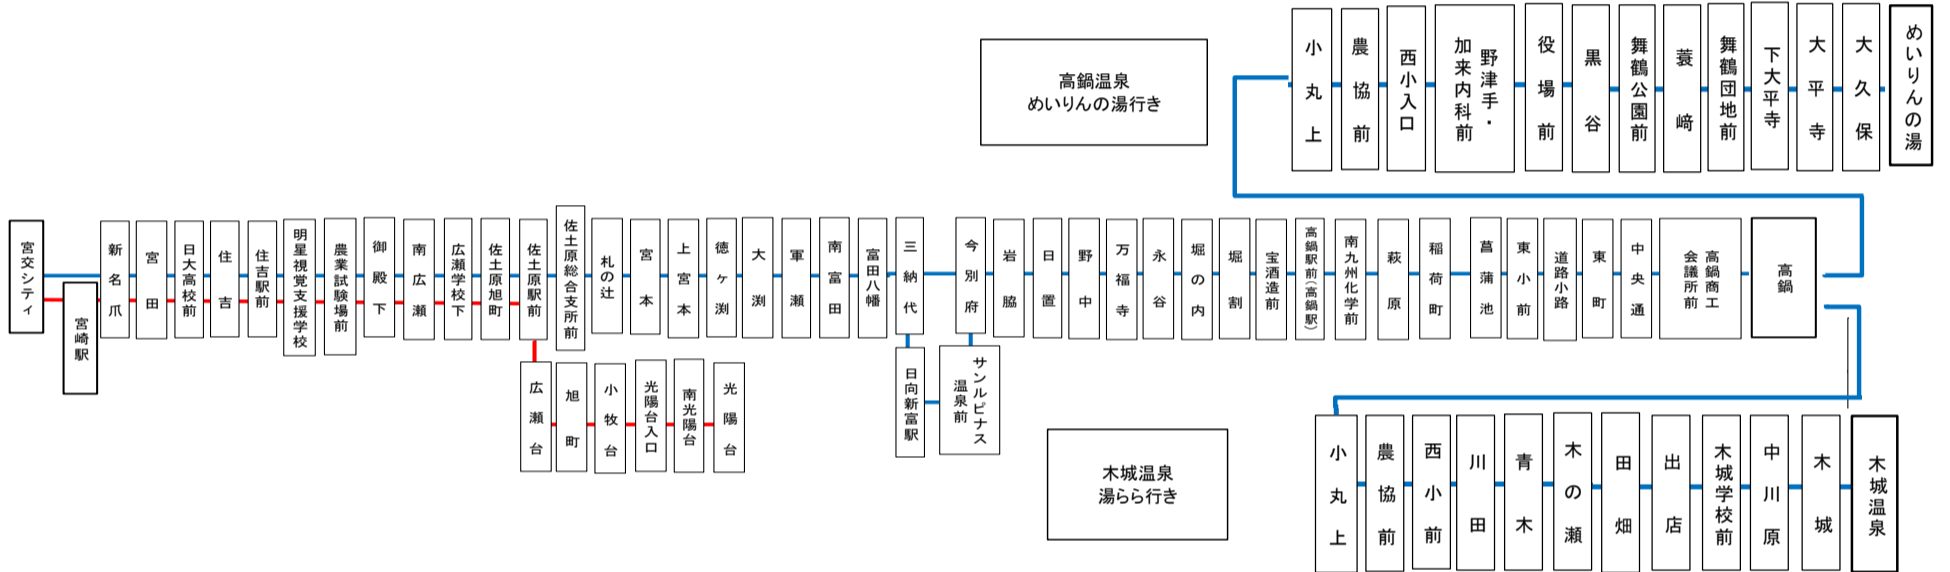 高鍋温泉
めいりんの湯行き
小丸上
農協前
西小入口
野津手・
加来内科前
役場前
黒谷
舞鶴公園前
蓑﨑
舞鶴団地前
下大平寺
大平寺
大久保
めいりんの湯
宮交シティ
宮崎駅
新名爪
宮田
日大高校前
住吉
住吉駅前
明星視覚支援学校
農業試験場前
御殿下
南広瀬
広瀬学校下
佐土原旭町
佐土原駅前
佐土原総合支所前
札の辻
宮本
上宮本
徳ヶ渕
大渕
軍瀬
南富田
富田八幡
三納代
今別府
岩脇
日置
野中
万福寺
永谷
堀の内
堀割
宝酒造前
高鍋駅前(高鍋駅)
南九州化学前
萩原
稲荷町
菖蒲池
東小前
道路小路
東町
中央通
高鍋商工
会議所前
高鍋
広瀬台
旭町
小牧台
光陽台入口
南光陽台
光陽台
日向新富駅
サンルピナス
温泉前
木城温泉
湯らら行き
小丸上
農協前
西小前
川田
青木
木の瀬
田畑
出店
木城学校前
中川原
木城
木城温泉